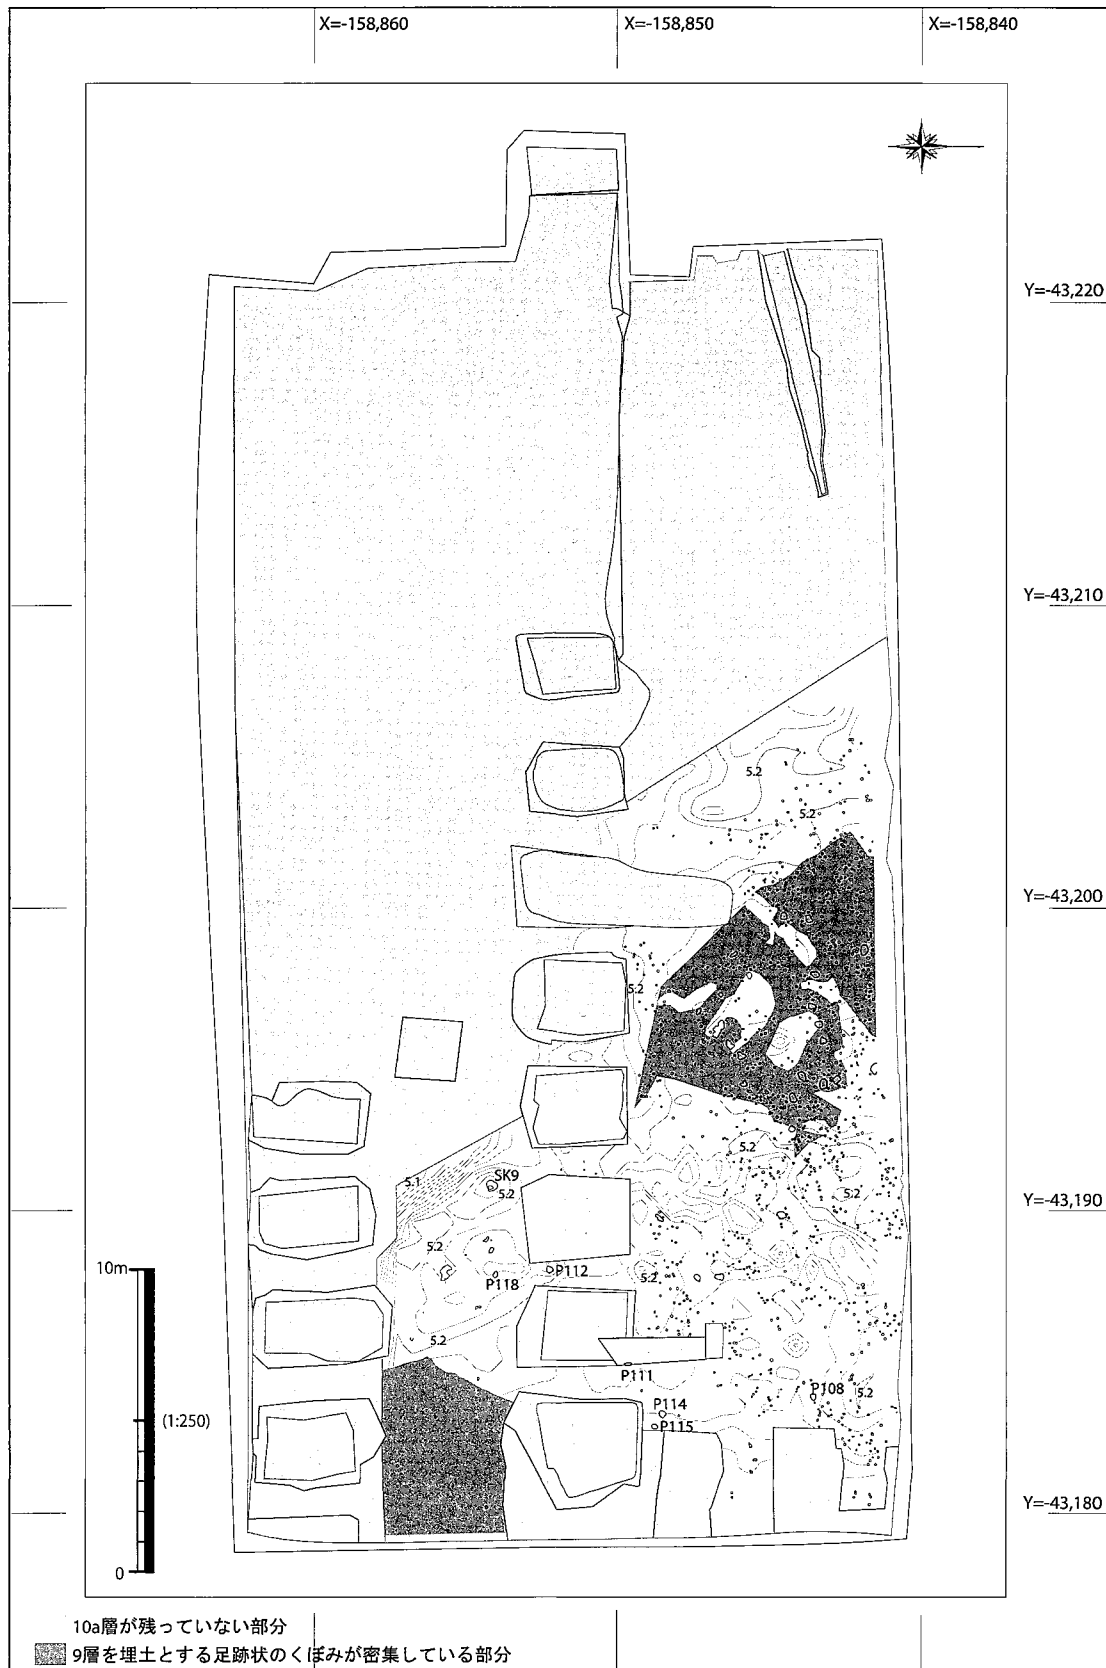 X=-158,860
X=-158,850
X=-158,840
Y=-43,220
Y=-43,210
5.2
5.2
Y=-43,200
5.2
5.2
5.1
SK9
5.2
5.2
Y=-43,190
5.2
10m
P118
P112
5.2
5.2
P111
P108
5.2
P114
(1:250)
P115
Y=-43,180
0
10a層が残っていない部分
9層を埋土とする足跡状のくぼみが密集している部分